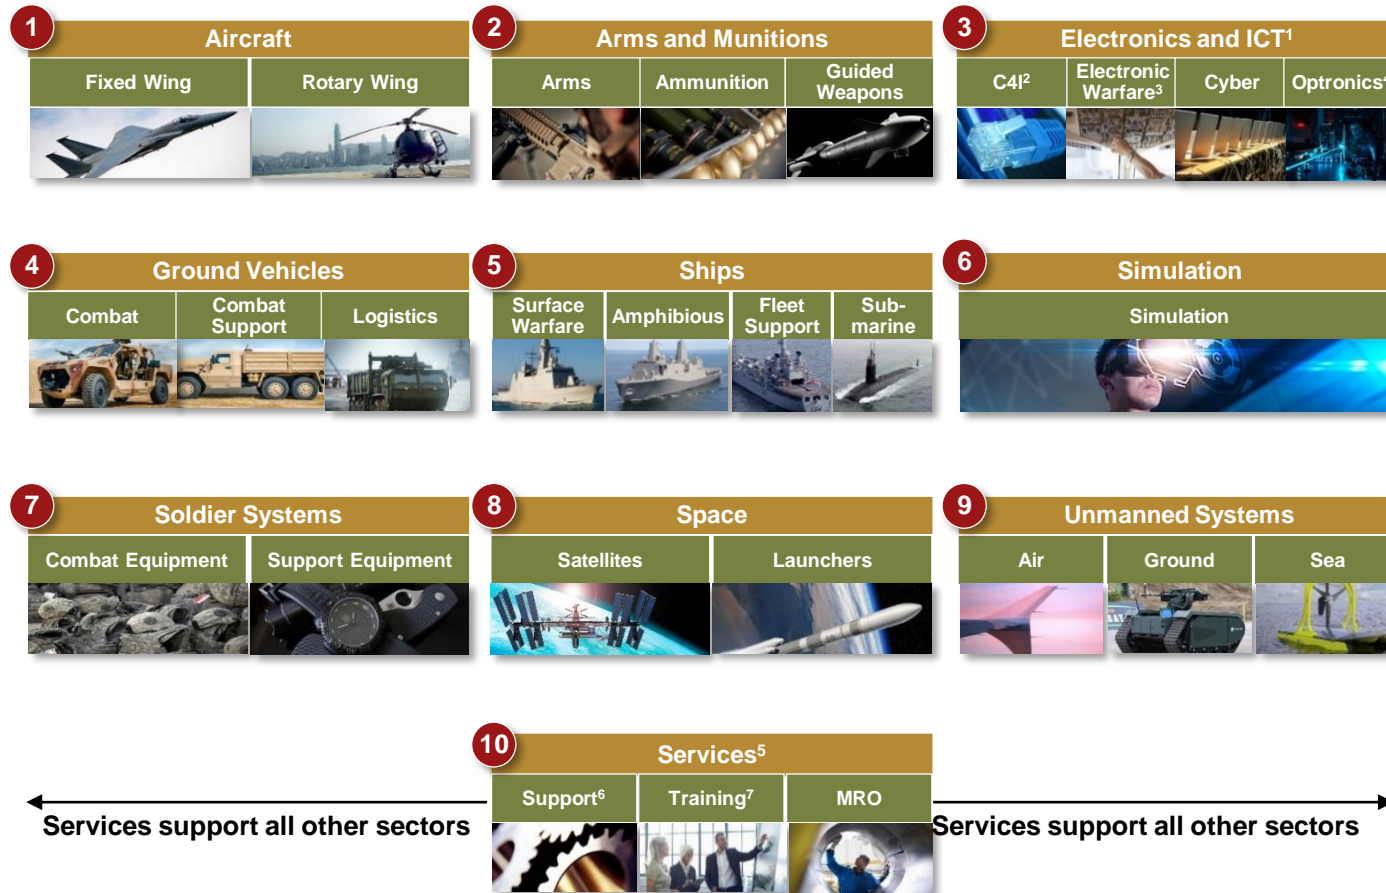 1
Aircraft
Fixed Wing
Rotary Wing
2
Arms and Munitions
Arms
Ammunition
Guided
Weapons
3
Electronics and ICT¹
C4I²
Electronic
Warfare³
Cyber
Optronics⁴
4
Ground Vehicles
Combat
Combat
Support
Logistics
5
Ships
Surface
Warfare
Amphibious
Fleet
Support
Sub-
marine
6
Simulation
Simulation
7
Soldier Systems
Combat Equipment
Support Equipment
8
Space
Satellites
Launchers
9
Unmanned Systems
Air
Ground
Sea
10
Services⁵
Support⁶
Training⁷
MRO
Services support all other sectors
Services support all other sectors